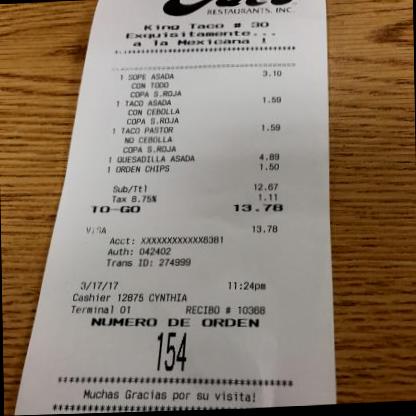 RESTAURANTS, INC.
King Taco # 30
Exquisitamente...
a la Mexicana !
1 SOPE ASADA 3.10
CON TODO
COPA S.ROJA
1 TACO ASADA 1.59
CON CEBOLLA
COPA S.ROJA
1 TACO PASTOR 1.59
NO CEBOLLA
COPA S.ROJA
1 QUESADILLA ASADA 4.89
1 ORDEN CHIPS 1.50
Sub/Ttl 12.67
Tax 8.75% 1.11
TO-GO 13.78
VISA 13.78
Acct: XXXXXXXXXXXX6381
Auth: 042402
Trans ID: 274999
3/17/17 11:24pm
Cashier 12875 CYNTHIA
Terminal 01 RECIBO # 10368
NUMERO DE ORDEN
154
************************************
Muchas Gracias por su visita!
************************************